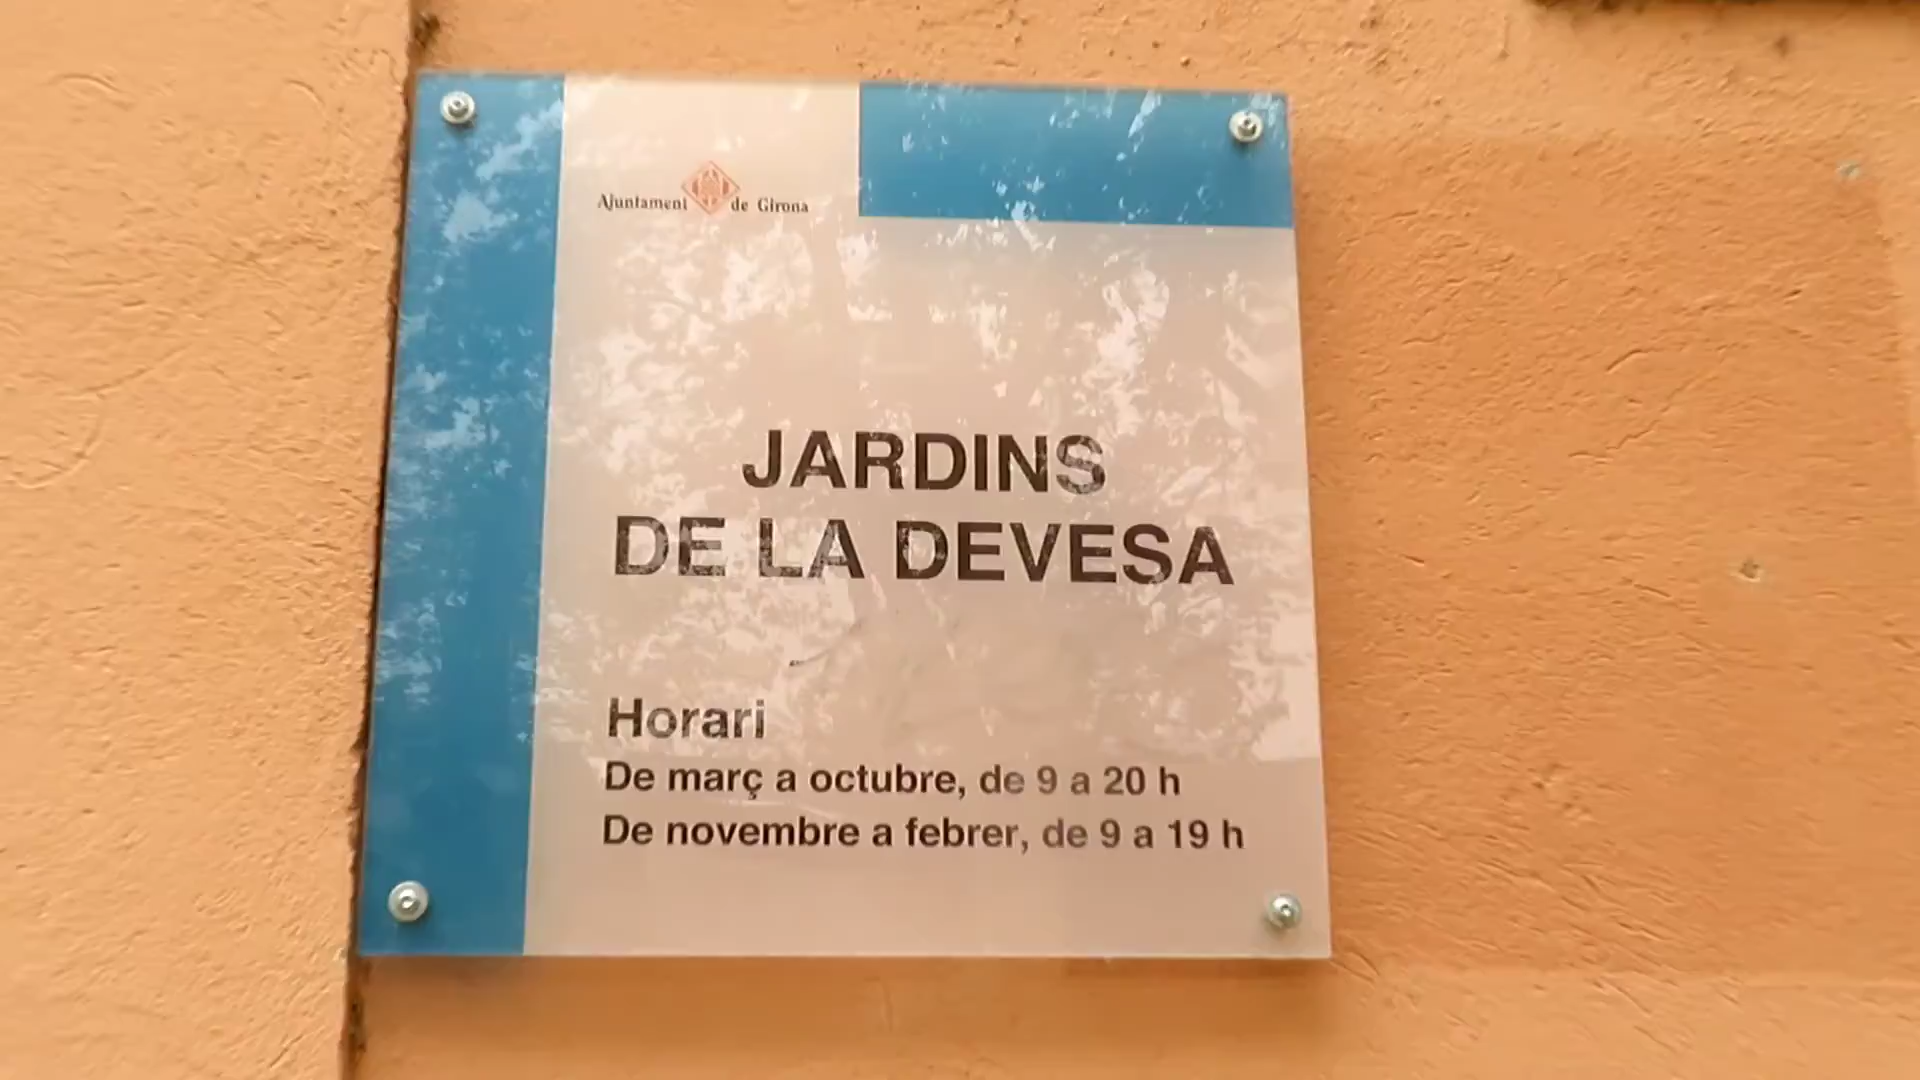 Ajuntament de Girona
JARDINS
DE LA DEVESA
Horari
De març a octubre, de 9 a 20 h
De novembre a febrer, de 9 a 19 h